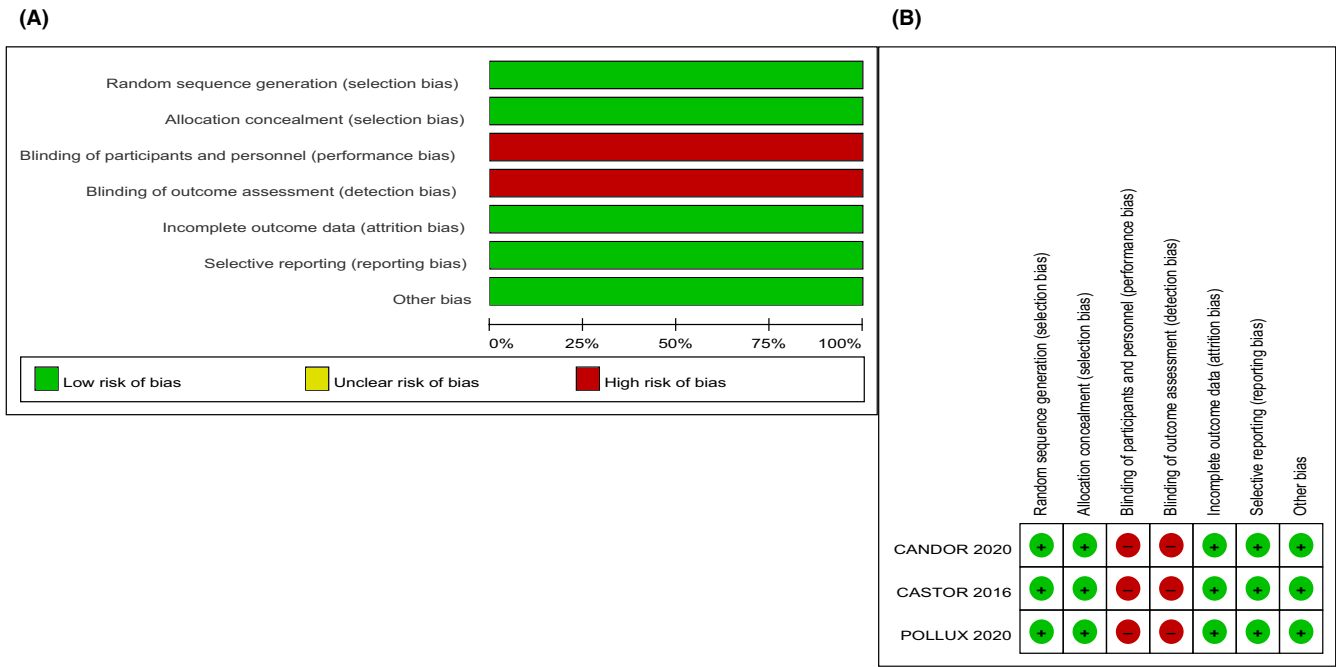 (A)
Random sequence generation (selection bias)
Allocation concealment (selection bias)
Blinding of participants and personnel (performance bias)
Blinding of outcome assessment (detection bias)
Incomplete outcome data (attrition bias)
Selective reporting (reporting bias)
Other bias
0% 25% 50% 75% 100%
Low risk of bias Unclear risk of bias High risk of bias
(B)
Random sequence generation (selection bias)
Allocation concealment (selection bias)
Blinding of participants and personnel (performance bias)
Blinding of outcome assessment (detection bias)
Incomplete outcome data (attrition bias)
Selective reporting (reporting bias)
Other bias
CANDOR 2020 + + – – + + +
CASTOR 2016 + + – – + + +
POLLUX 2020 + + – – + + +